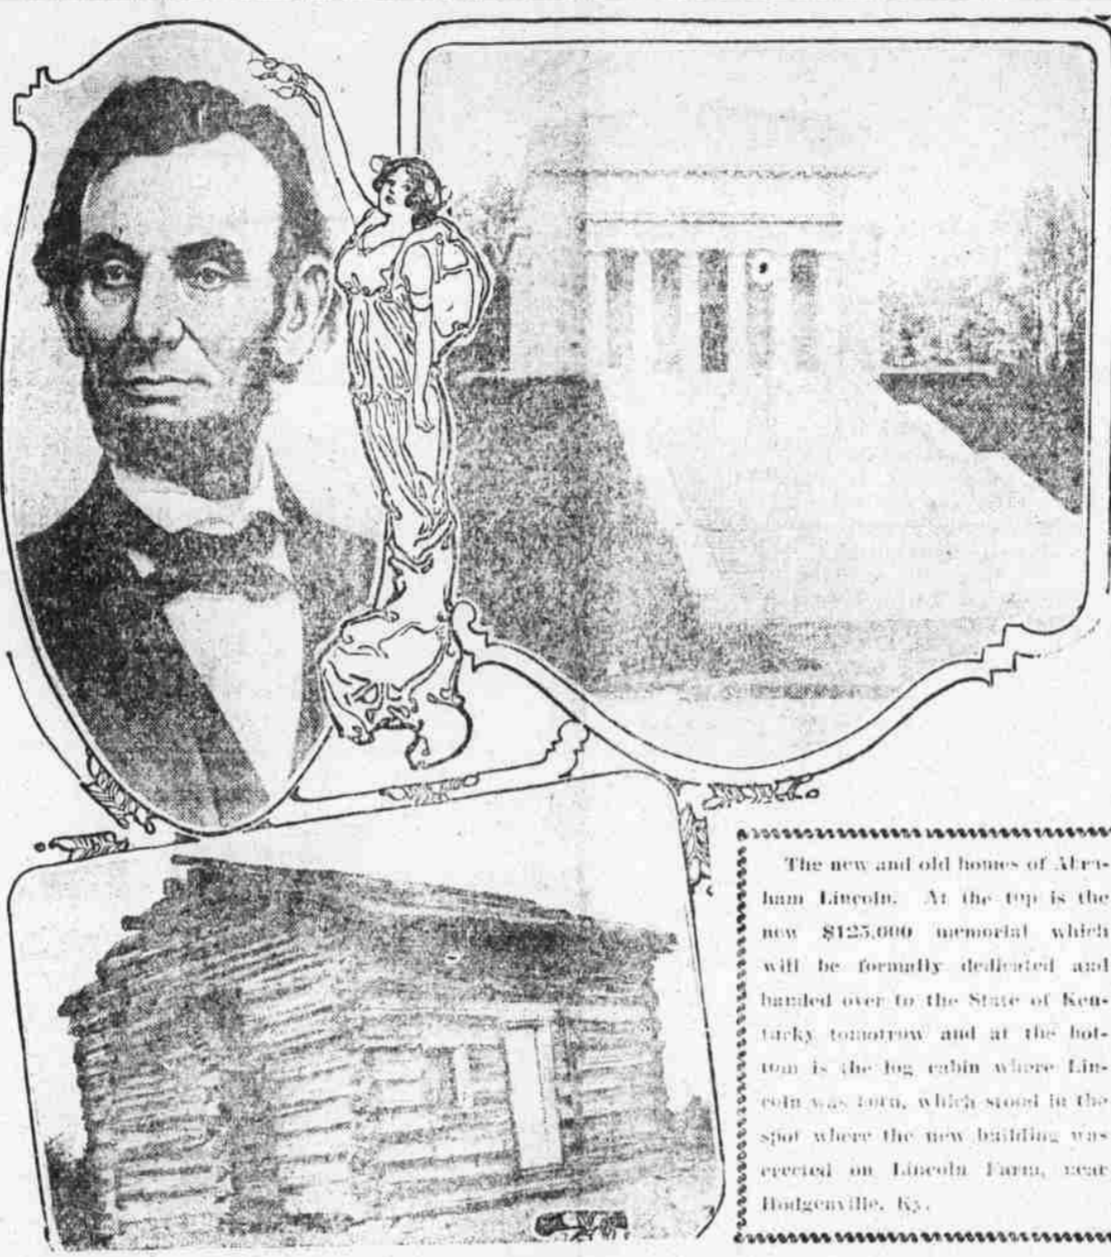 The new and old homes of Abra-
ham Lincoln. At the top is the
new $125,000 memorial which
will be formally dedicated and
handed over to the State of Ken-
tucky tomorrow and at the bot-
tom is the log cabin where Lin-
coln was born, which stood in the
spot where the new building was
erected on Lincoln Farm, near
Hodgenville, Ky.